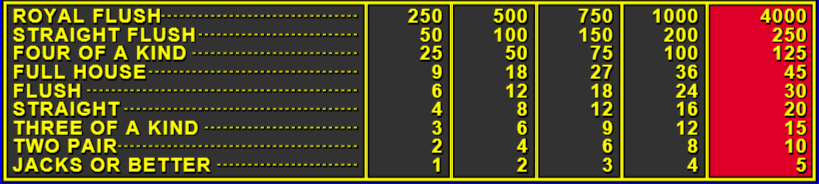 ROYAL FLUSH 250 500 750 1000 4000
STRAIGHT FLUSH 50 100 150 200 250
FOUR OF A KIND 25 50 75 100 125
FULL HOUSE 9 18 27 36 45
FLUSH 6 12 18 24 30
STRAIGHT 4 8 12 16 20
THREE OF A KIND 3 6 9 12 15
TWO PAIR 2 4 6 8 10
JACKS OR BETTER 1 2 3 4 5